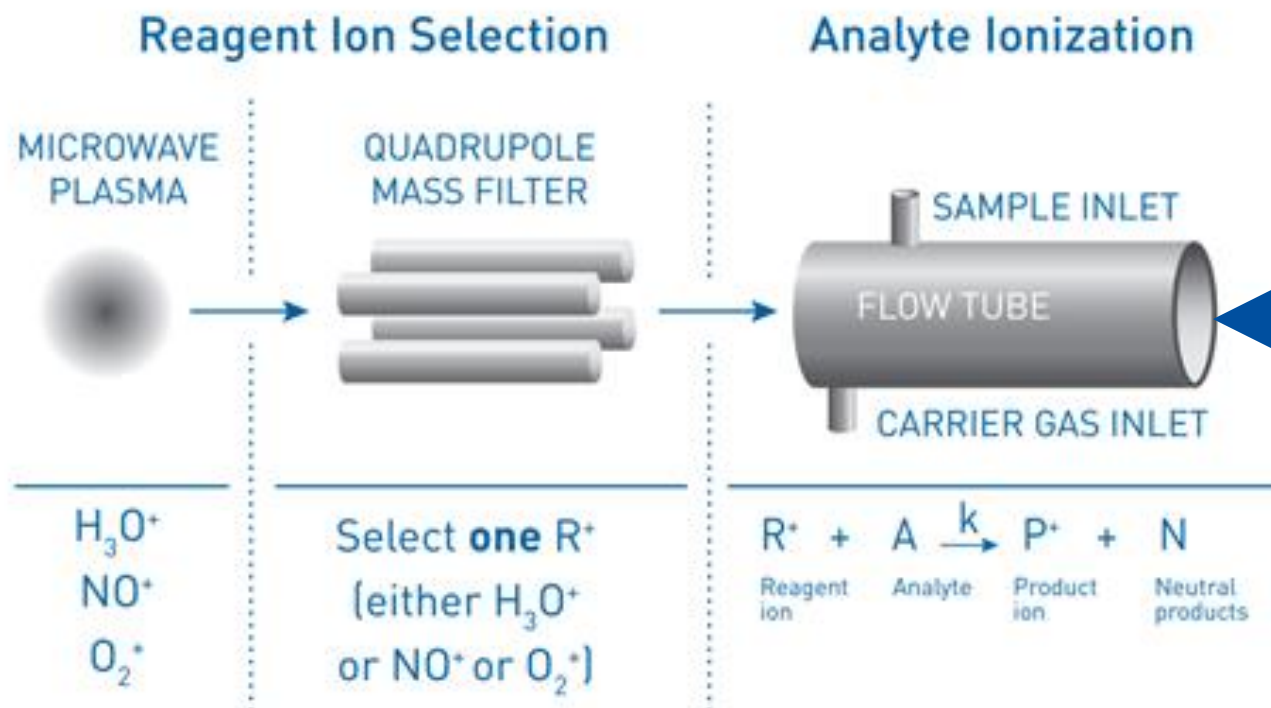 Reagent Ion Selection
Analyte Ionization
MICROWAVE
PLASMA
QUADRUPOLE
MASS FILTER
SAMPLE INLET
FLOW TUBE
CARRIER GAS INLET
H₃O⁺
NO⁺
O₂⁺
Select one R⁺
(either H₃O⁺
or NO⁺ or O₂⁺)
R⁺ + A k→ P⁺ + N
Reagent ion Analyte Product ion Neutral products